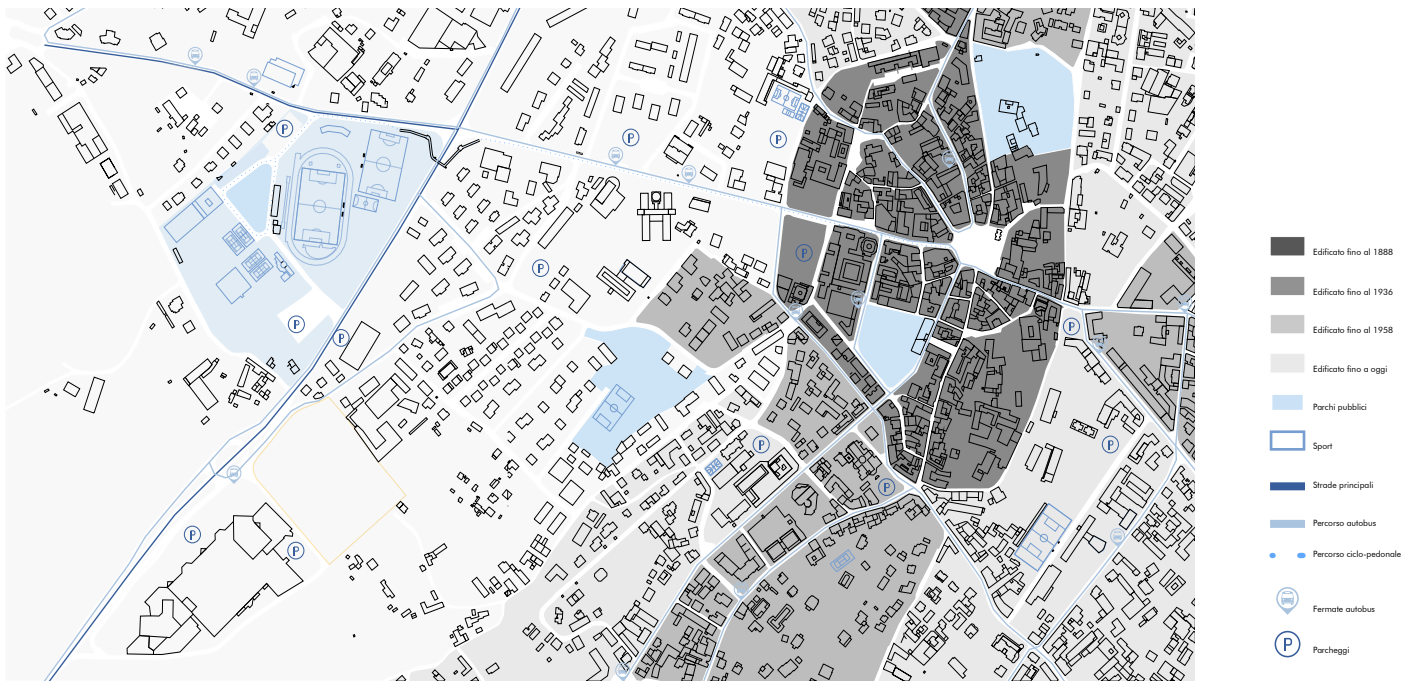 P
P
P
P
P
P
P
P
P
P
P
P
P
P
Edificato fino al 1888
Edificato fino al 1936
Edificato fino al 1958
Edificato fino a oggi
Parchi pubblici
Sport
Strade principali
Percorso autobus
Percorso ciclo-pedonale
Fermate autobus
P
Parcheggi